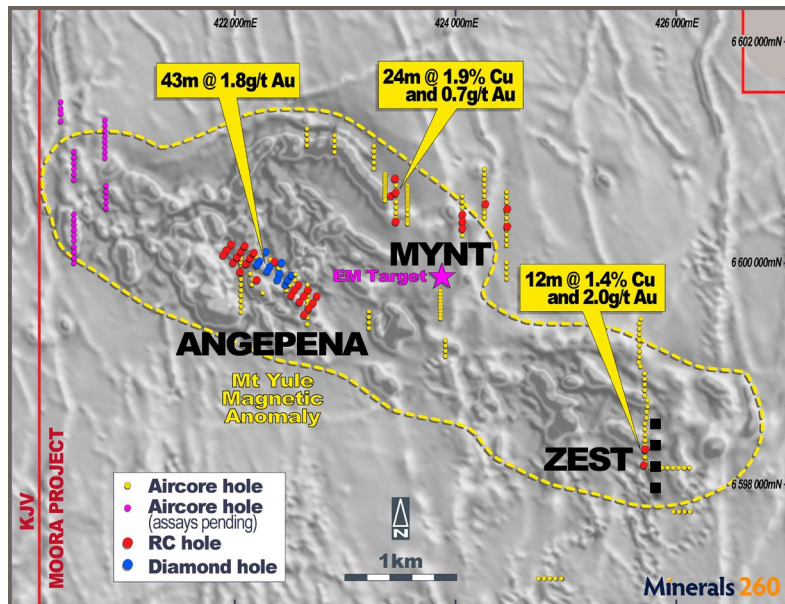 422 000mE
424 000mE
426 000mE
6 602 000mN
43m @ 1.8g/t Au
24m @ 1.9% Cu
and 0.7g/t Au
MYNT
EM Target
6 600 000mN
12m @ 1.4% Cu
and 2.0g/t Au
ANGEPENA
Mt Yule
Magnetic
Anomaly
ZEST
6 598 000mN
KJV
MOORA PROJECT
Aircore hole
Aircore hole
(assays pending)
RC hole
Diamond hole
N
1km
Minerals 260